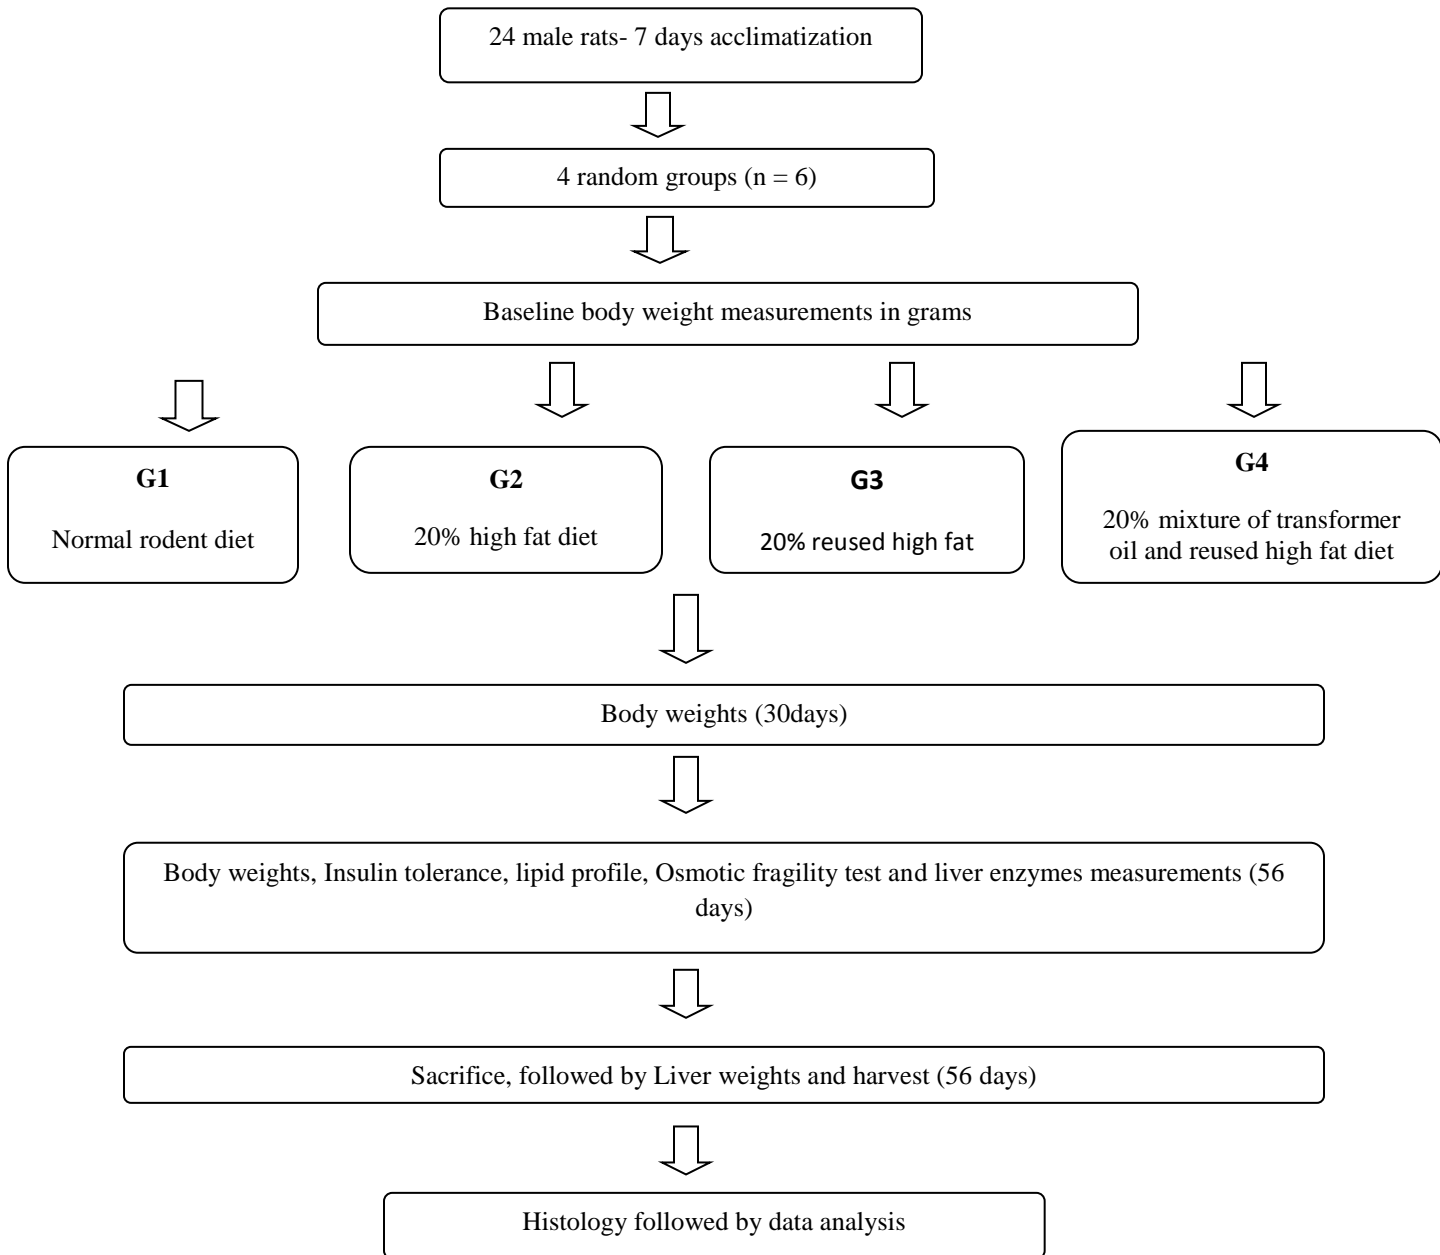 24 male rats- 7 days acclimatization
4 random groups (n = 6)
Baseline body weight measurements in grams
G1
Normal rodent diet
G2
20% high fat diet
G3
20% reused high fat
G4
20% mixture of transformer
oil and reused high fat diet
Body weights (30days)
Body weights, Insulin tolerance, lipid profile, Osmotic fragility test and liver enzymes measurements (56
days)
Sacrifice, followed by Liver weights and harvest (56 days)
Histology followed by data analysis